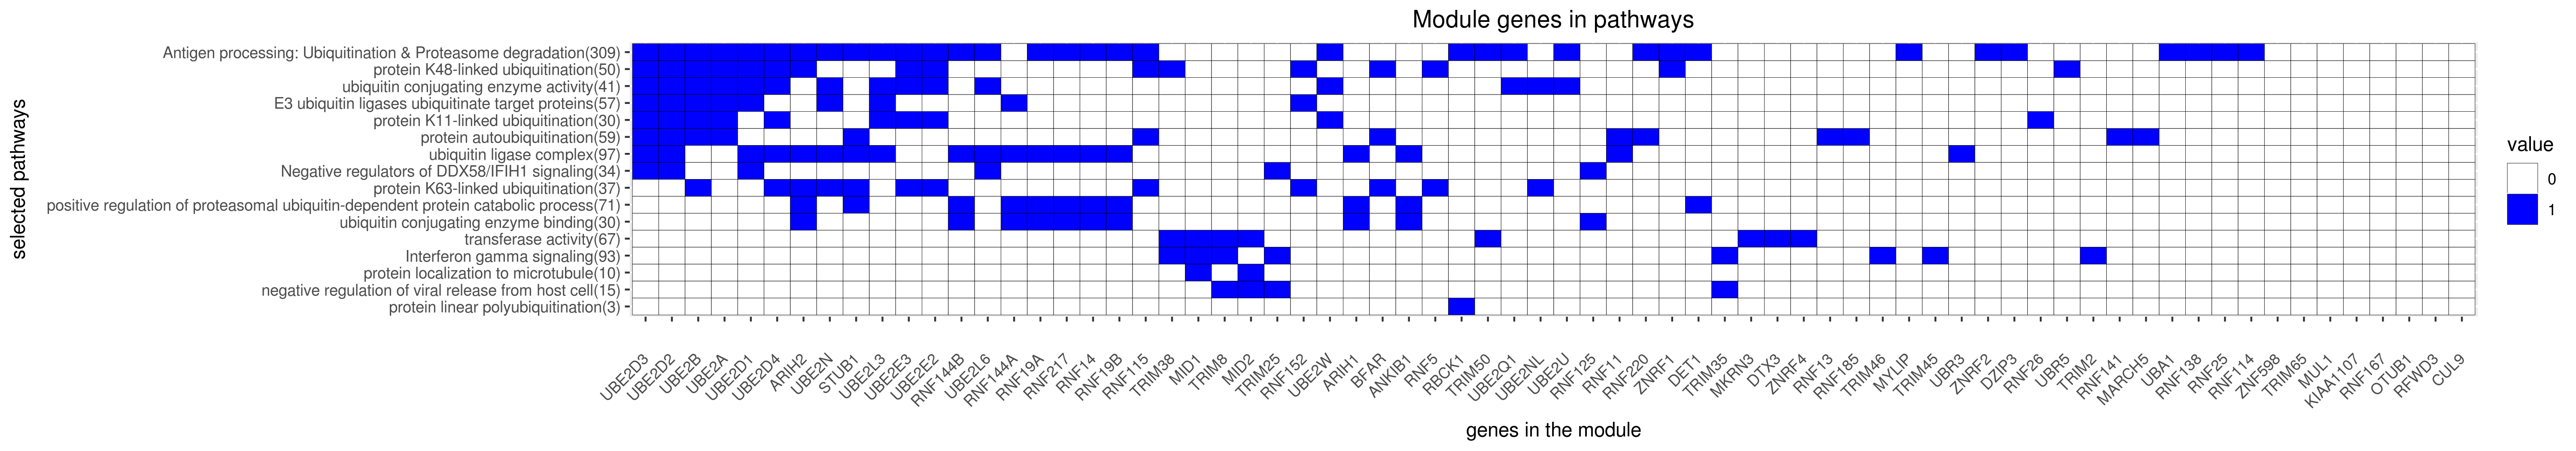 Module genes in pathways
selected pathways
Antigen processing: Ubiquitination & Proteasome degradation(309)
protein K48-linked ubiquitination(50)
ubiquitin conjugating enzyme activity(41)
E3 ubiquitin ligases ubiquitinate target proteins(57)
protein K11-linked ubiquitination(30)
protein autoubiquitination(59)
ubiquitin ligase complex(97)
Negative regulators of DDX58/IFIH1 signaling(34)
protein K63-linked ubiquitination(37)
positive regulation of proteasomal ubiquitin-dependent protein catabolic process(71)
ubiquitin conjugating enzyme binding(30)
transferase activity(67)
Interferon gamma signaling(93)
protein localization to microtubule(10)
negative regulation of viral release from host cell(15)
protein linear polyubiquitination(3)
UBE2D3
UBE2D2
UBE2B
UBE2A
UBE2D1
UBE2D4
ARIH2
UBE2N
STUB1
UBE2L3
UBE2E3
UBE2E2
RNF144B
UBE2L6
RNF144A
RNF19A
RNF217
RNF14
RNF19B
RNF115
TRIM38
MID1
TRIM8
MID2
TRIM25
RNF152
UBE2W
ARIH1
BFAR
ANKIB1
RNF5
RBCK1
TRIM50
UBE2Q1
UBE2NL
UBE2U
RNF125
RNF11
RNF220
ZNRF1
DET1
TRIM35
MKRN3
DTX3
ZNRF4
RNF13
RNF185
TRIM46
MYLIP
TRIM45
UBR3
ZNRF2
DZIP3
RNF26
UBR5
TRIM2
RNF141
MARCH5
UBA1
RNF138
RNF25
RNF114
ZNF598
TRIM65
MUL1
KIAA1107
RNF167
OTUB1
RFWD3
CUL9
genes in the module
value
0
1